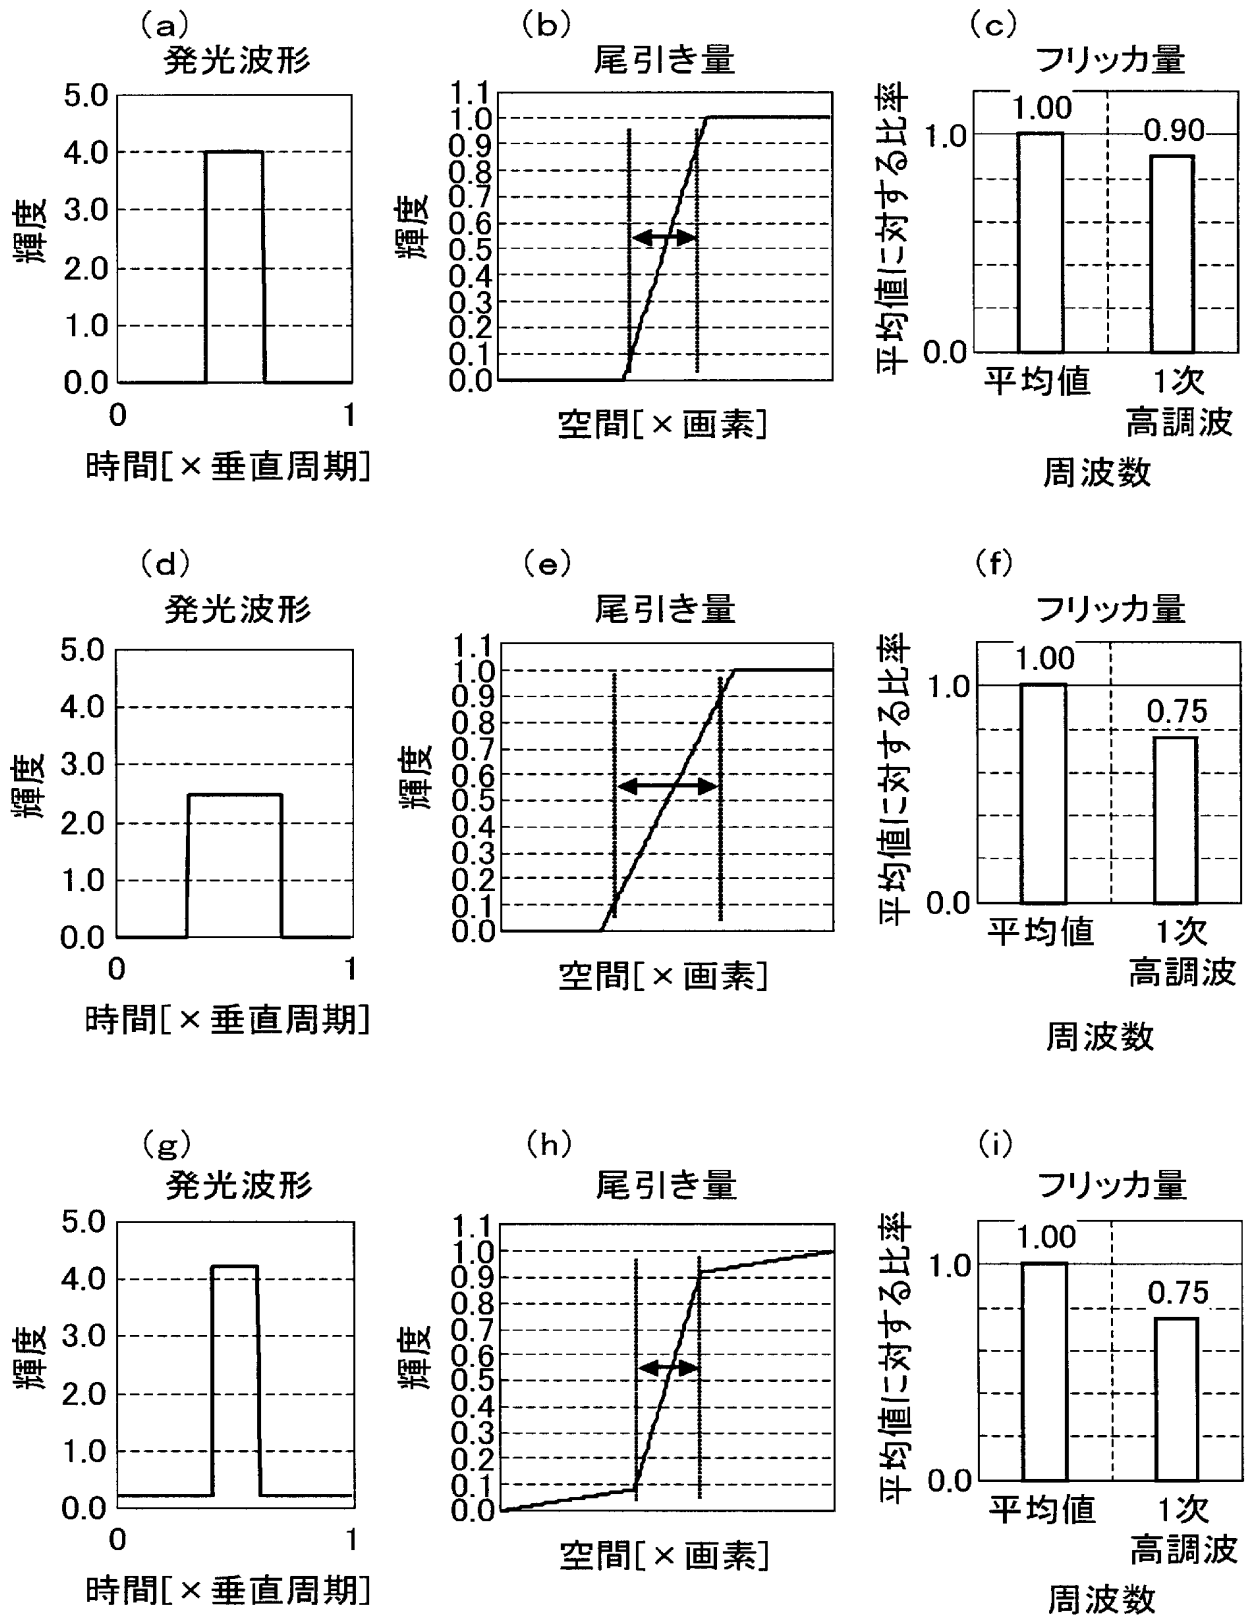 (a)
発光波形
5.0
4.0
3.0
2.0
1.0
0.0
輝度
0 1
時間[×垂直周期]
(b)
尾引き量
1.1
1.0
0.9
0.8
0.7
0.6
0.5
0.4
0.3
0.2
0.1
0.0
輝度
空間[×画素]
(c)
フリッカ量
平均値に対する比率
1.00
0.90
1.0
0.0
平均値 1次
高調波
周波数
(d)
発光波形
5.0
4.0
3.0
2.0
1.0
0.0
輝度
0 1
時間[×垂直周期]
(e)
尾引き量
1.1
1.0
0.9
0.8
0.7
0.6
0.5
0.4
0.3
0.2
0.1
0.0
輝度
空間[×画素]
(f)
フリッカ量
平均値に対する比率
1.00
0.75
1.0
0.0
平均値 1次
高調波
周波数
(g)
発光波形
5.0
4.0
3.0
2.0
1.0
0.0
輝度
0 1
時間[×垂直周期]
(h)
尾引き量
1.1
1.0
0.9
0.8
0.7
0.6
0.5
0.4
0.3
0.2
0.1
0.0
輝度
空間[×画素]
(i)
フリッカ量
平均値に対する比率
1.00
0.75
1.0
0.0
平均値 1次
高調波
周波数